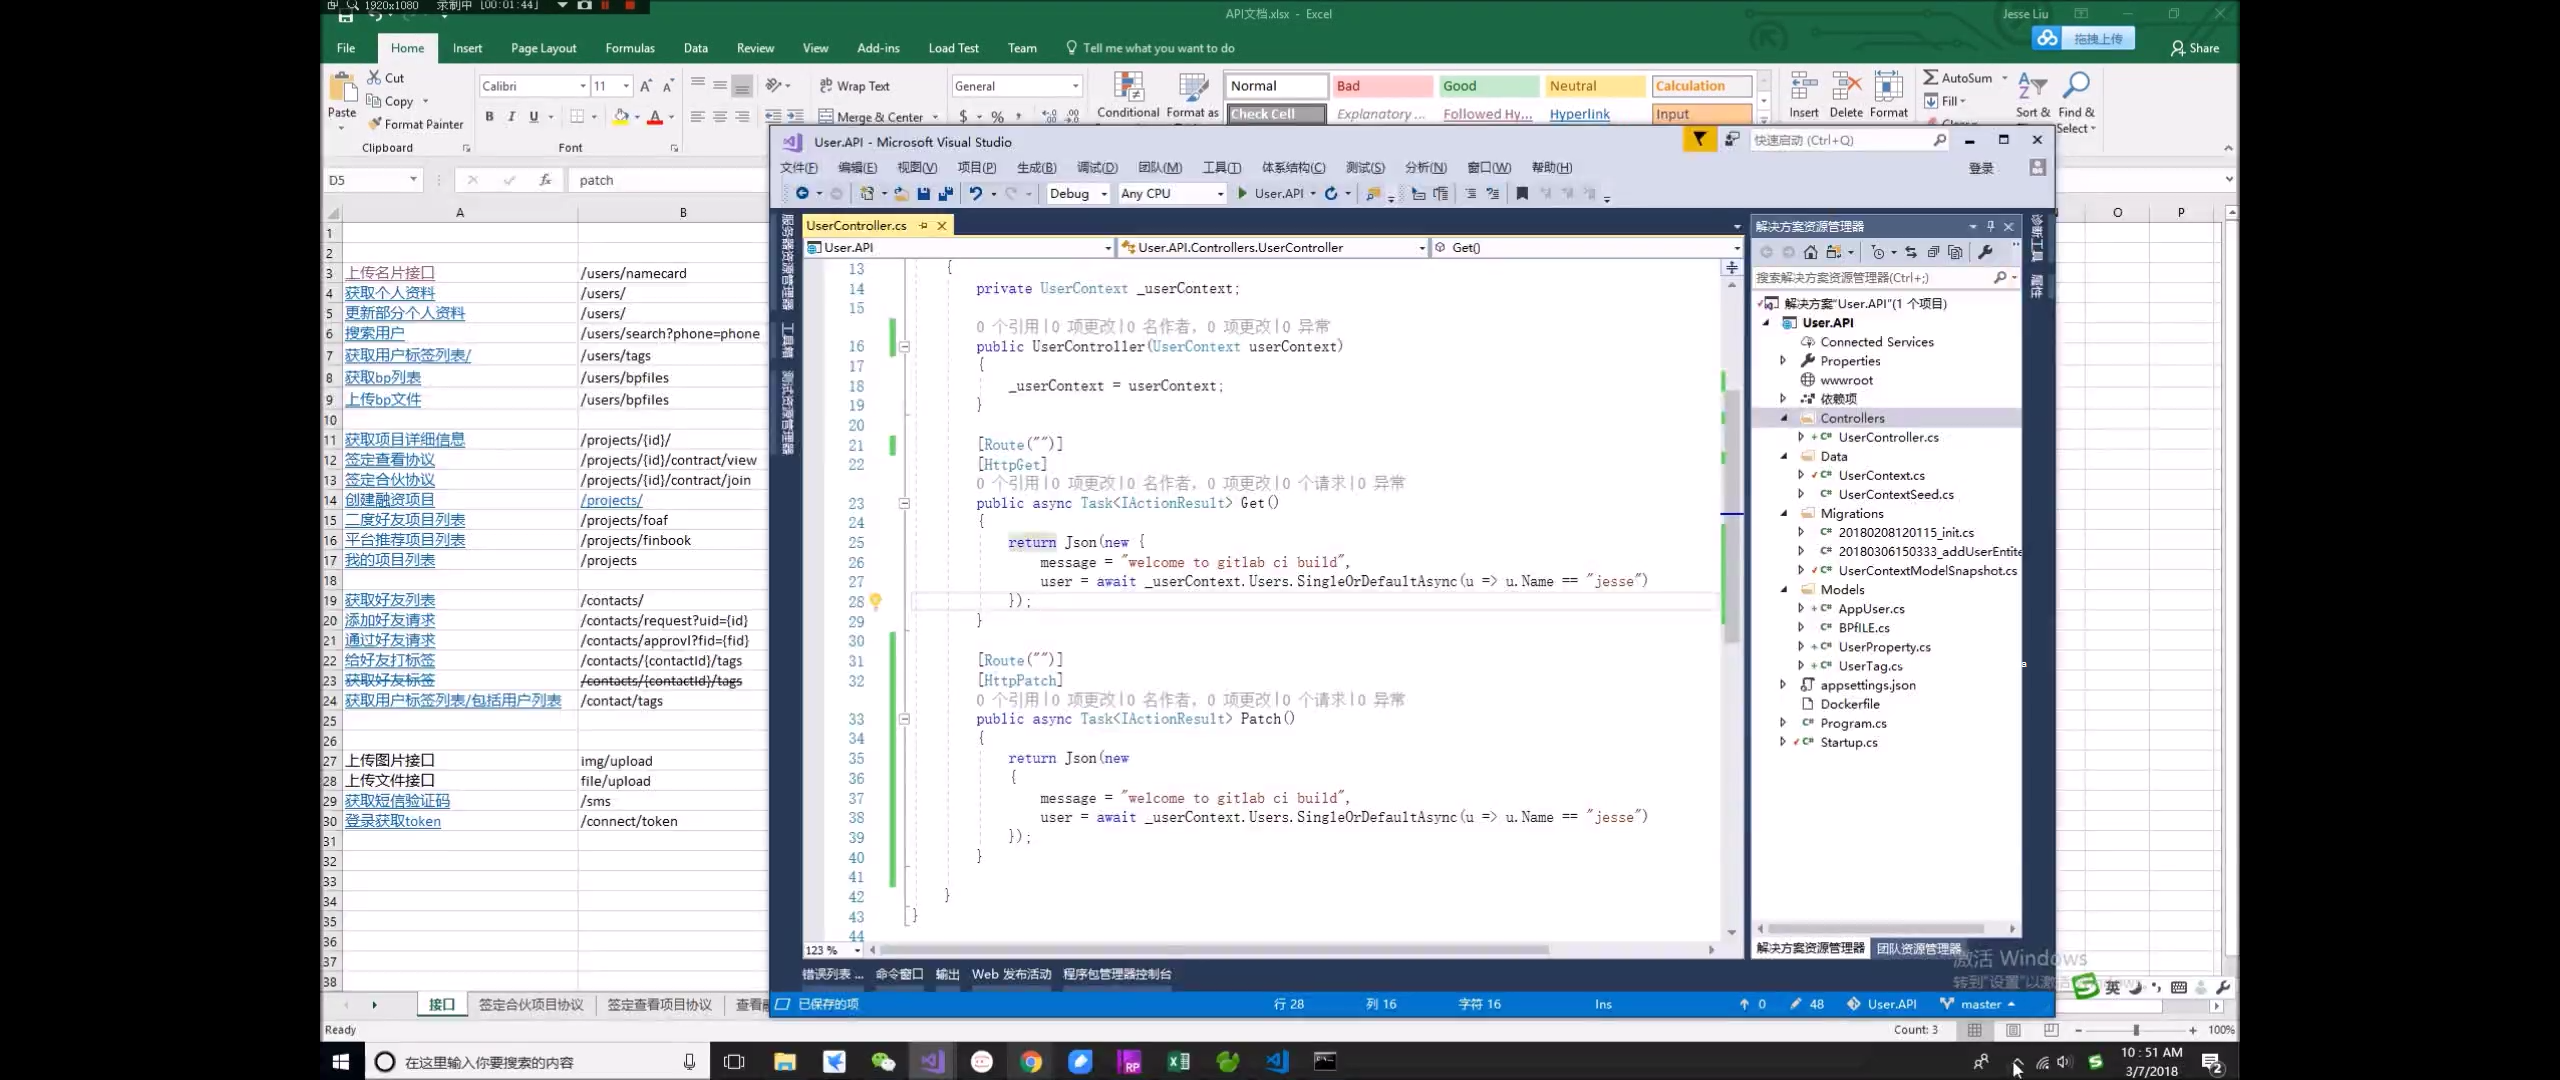 1920x1080 录制中 [00:01:44]
API文档.xlsx - Excel
Jesse Liu
File Home Insert Page Layout Formulas Data Review View Add-ins Load Test Team Tell me what you want to do
拖拽上传
Share
Cut
Copy
Format Painter
Paste
Clipboard
Calibri 11
Font
Wrap Text
Merge & Center
General
Conditional Format as
Normal Bad Good Neutral Calculation
Check Cell Explanatory ... Followed Hy... Hyperlink Input
Insert Delete Format
AutoSum
Fill
Sort & Find &
Select
D5 patch
A B O P
1
2
3 上传名片接口 /users/namecard
4 获取个人资料 /users/
5 更新部分个人资料 /users/
6 搜索用户 /users/search?phone=phone
7 获取用户标签列表/ /users/tags
8 获取bp列表 /users/bpfiles
9 上传bp文件 /users/bpfiles
10
11 获取项目详细信息 /projects/{id}/
12 签定查看协议 /projects/{id}/contract/view
13 签定合伙协议 /projects/{id}/contract/join
14 创建融资项目 /projects/
15 二度好友项目列表 /projects/foaf
16 平台推荐项目列表 /projects/finbook
17 我的项目列表 /projects
18
19 获取好友列表 /contacts/
20 添加好友请求 /contacts/request?uid={id}
21 通过好友请求 /contacts/approvl?fid={fid}
22 给好友打标签 /contacts/{contactId}/tags
23 获取好友标签 /contacts/{contactId}/tags
24 获取用户标签列表/包括用户列表 /contact/tags
25
26
27 上传图片接口 img/upload
28 上传文件接口 file/upload
29 获取短信验证码 /sms
30 登录获取token /connect/token
31
32
33
34
35
36
37
38
接口 签定合伙项目协议 签定查看项目协议
Ready
Count: 3
100%
User.API - Microsoft Visual Studio
快速启动 (Ctrl+Q)
文件(F) 编辑(E) 视图(V) 项目(P) 生成(B) 调试(D) 团队(M) 工具(T) 体系结构(C) 测试(S) 分析(N) 窗口(W) 帮助(H)
登录
Debug Any CPU User.API
服务器资源管理器
工具箱
测试资源管理器
UserController.cs
User.API User.API.Controllers.UserController Get()
13 {
14 private UserContext _userContext;
15
0 个引用|0 项更改|0 名作者，0 项更改|0 异常
16 public UserController(UserContext userContext)
17 {
18 _userContext = userContext;
19 }
20
21 [Route("")]
22 [HttpGet]
0 个引用|0 项更改|0 名作者，0 项更改|0 个请求|0 异常
23 public async Task<IActionResult> Get()
24 {
25 return Json(new {
26 message = "welcome to gitlab ci build",
27 user = await _userContext.Users.SingleOrDefaultAsync(u => u.Name == "jesse")
28 });
29 }
30
31 [Route("")]
32 [HttpPatch]
0 个引用|0 项更改|0 名作者，0 项更改|0 个请求|0 异常
33 public async Task<IActionResult> Patch()
34 {
35 return Json(new
36 {
37 message = "welcome to gitlab ci build",
38 user = await _userContext.Users.SingleOrDefaultAsync(u => u.Name == "jesse")
39 });
40 }
41
42 }
43 }
44
123 %
错误列表 ... 命令窗口 输出 Web 发布活动 程序包管理器控制台
已保存的项 行 28 列 16 字符 16 Ins 0 48 User.API master
解决方案资源管理器
搜索解决方案资源管理器(Ctrl+;)
解决方案"User.API"(1 个项目)
User.API
Connected Services
Properties
wwwroot
依赖项
Controllers
UserController.cs
Data
UserContext.cs
UserContextSeed.cs
Migrations
20180208120115_init.cs
20180306150333_addUserEntite
UserContextModelSnapshot.cs
Models
AppUser.cs
BPfILE.cs
UserProperty.cs
UserTag.cs
appsettings.json
Dockerfile
Program.cs
Startup.cs
解决方案资源管理器 团队资源管理器
诊断工具
属性
激活 Windows
英
在这里输入你要搜索的内容
10:51 AM
3/7/2018